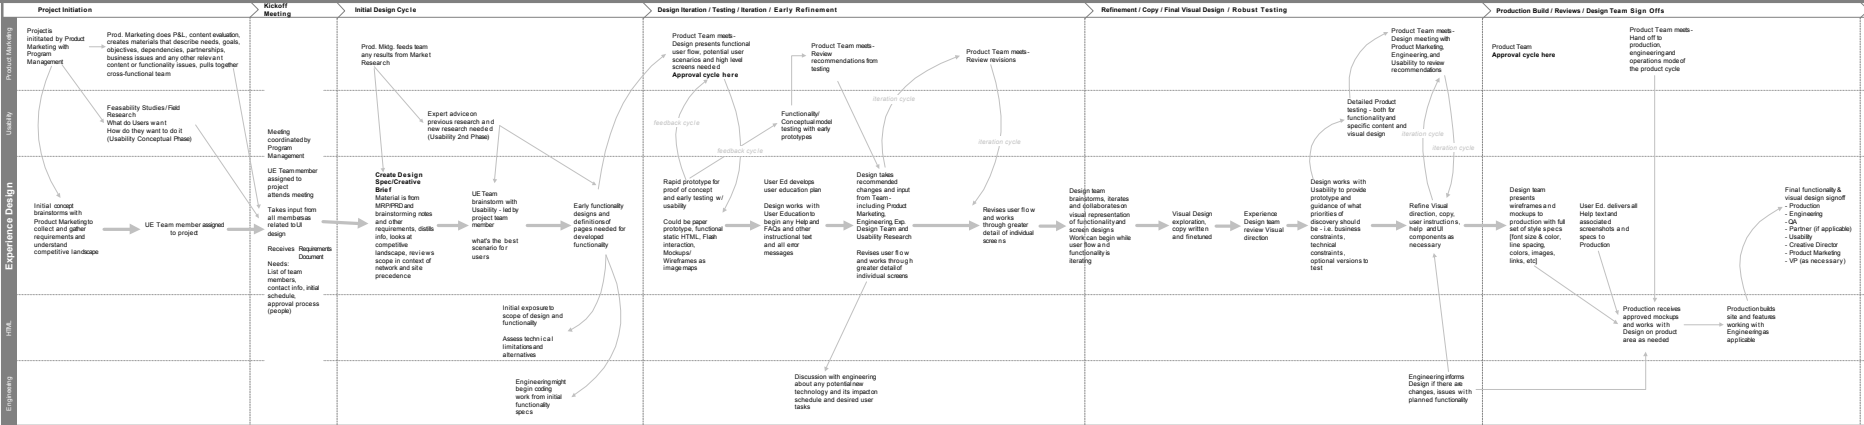 Project Initiation
Kickoff
Meeting
Initial Design Cycle
Design Iteration / Testing / Iteration / Early Refinement
Refinement / Copy / Final Visual Design / Robust Testing
Production Build / Reviews / Design Team Sign Offs
Product Marketing
Project is
inititated by Product
Marketing with
Program
Management
Prod. Marketing does P&L, content evaluation,
creates materials that describe needs, goals,
objectives, dependencies, partnerships,
business issues and any other relevant
content or functionality issues, pulls together
cross-functional team
Prod. Mktg. feeds team
any results from Market
Research
Product Team meets-
Design presents functional
user flow, potential user
scenarios and high level
screens needed
Approval cycle here
Product Team meets-
Review
recommendations from
testing
Product Team meets-
Review revisions
Product Team meets-
Design meeting with
Product Marketing,
Engineering, and
Usability to review
recommendations
Product Team
Approval cycle here
Product Team meets-
Hand off to
production,
engineering and
operations mode of
the product cycle
Usability
Feasability Studies/Field
Research
What do Users want
How do they want to do it
(Usability Conceptual Phase)
Expert advice on
previous research and
new research needed
(Usability 2nd Phase)
feedback cycle
feedback cycle
Functionality/
Conceptual model
testing with early
prototypes
iteration cycle
iteration cycle
Detailed Product
testing - both for
functionality and
specific content and
visual design
iteration cycle
iteration cycle
Meeting
coordinated by
Program
Management
UE Team member
assigned to
project
attends meeting
Takes input from
all members as
related to UI
design
Receives Requirements
Document
Needs:
List of team
members,
contact info, initial
schedule,
approval process
(people)
Experience Design
Initial concept
brainstorms with
Product Marketing to
collect and gather
requirements and
understand
competitive landscape
UE Team member assigned
to project
Create Design
Spec/Creative
Brief
Material is from
MRP/PRD and
brainstorming notes
and other
requirements, distills
info, looks at
competitive
landscape, reviews
scope in context of
network and site
precedence
UE Team
brainstorm with
Usability - led by
project team
member
what's the best
scenario for
users
Early functionality
designs and
definitions of
pages needed for
developed
functionality
Rapid prototype for
proof of concept
and early testing w/
usability
Could be paper
prototype, functional
static HTML, Flash
interaction,
Mockups/
Wireframes as
image maps
User Ed develops
user education plan
Design works with
User Education to
begin any Help and
FAQs and other
instructional text
and all error
messages
Design takes
recommended
changes and input
from Team -
including Product
Marketing,
Engineering, Exp.
Design Team and
Usability Research
Revises user flow
and works through
greater detail of
individual screens
Revises user flow
and works
through greater
detail of individual
screens
Design team
brainstorms, iterates
and collaborates on
visual representation
of functionality and
screen designs
Work can begin while
user flow and
functionality is
iterating
Visual Design
exploration,
copy written
and finetuned
Experience
Design team
review Visual
direction
Design works with
Usability to provide
prototype and
guidance of what
priorities of
discovery should
be - i.e. business
constraints,
technical
constraints,
optional versions to
test
Refine Visual
direction, copy,
user instructions,
help and UI
components as
necessary
Design team
presents
wireframes and
mockups to
production with full
set of style specs
[font size & color,
line spacing,
colors, images,
links, etc]
User Ed. delivers all
Help text and
associated
screenshots and
specs to
Production
Final functionality &
visual design signoff
- Production
- Engineering
- QA
- Partner (if applicable)
- Usability
- Creative Director
- Product Marketing
- VP (as necessary)
HTML
Initial exposure to
scope of design and
functionality
Assess technical
limitations and
alternatives
Production receives
approved mockups
and works with
Design on product
area as needed
Production builds
site and features
working with
Engineering as
applicable
Engineering
Engineering might
begin coding
work from initial
functionality
specs
Discussion with engineering
about any potential new
technology and its impact on
schedule and desired user
tasks
Engineering informs
Design if there are
changes, issues with
planned functionality